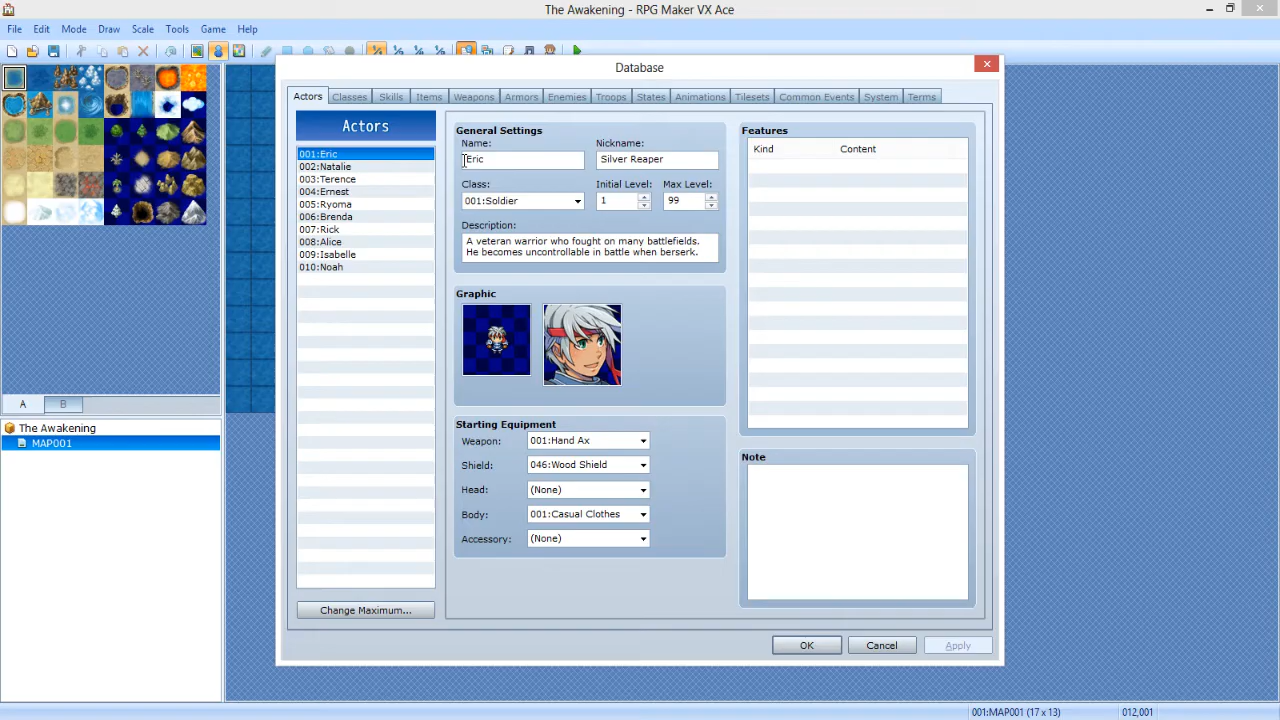 The Awakening - RPG Maker VX Ace
File Edit Mode Draw Scale Tools Game Help
Database
Actors Classes Skills Items Weapons Armors Enemies Troops States Animations Tilesets Common Events System Terms
Actors
001:Eric
002:Natalie
003:Terence
004:Ernest
005:Ryoma
006:Brenda
007:Rick
008:Alice
009:Isabelle
010:Noah
Change Maximum...
General Settings
Name: Nickname:
Eric Silver Reaper
Class: Initial Level: Max Level:
001:Soldier 1 99
Description:
A veteran warrior who fought on many battlefields.
He becomes uncontrollable in battle when berserk.
Graphic
Starting Equipment
Weapon: 001:Hand Ax
Shield: 046:Wood Shield
Head: (None)
Body: 001:Casual Clothes
Accessory: (None)
Features
Kind Content
Note
OK Cancel Apply
A B
The Awakening
MAP001
001:MAP001 (17 x 13) 012,001